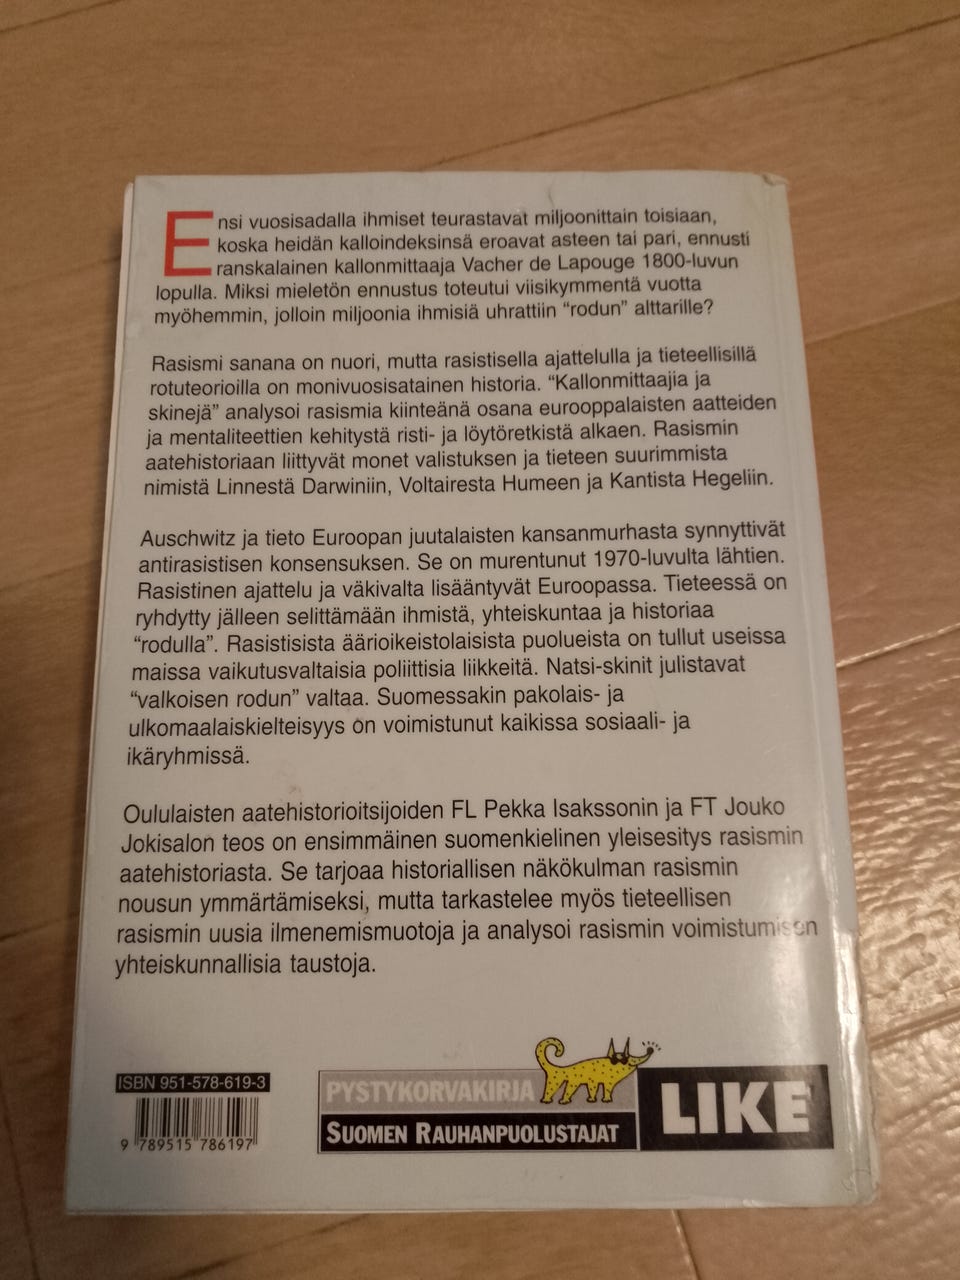 Ensi vuosisadalla ihmiset teurastavat miljoonittain toisiaan,
koska heidän kalloindeksinsä eroavat asteen tai pari, ennusti
ranskalainen kallonmittaaja Vacher de Lapouge 1800-luvun
lopulla. Miksi mieletön ennustus toteutui viisikymmentä vuotta
myöhemmin, jolloin miljoonia ihmisiä uhrattiin “rodun” alttarille?
Rasismi sanana on nuori, mutta rasistisella ajattelulla ja tieteellisillä
rotuteorioilla on monivuosisatainen historia. “Kallonmittaajia ja
skinejä” analysoi rasismia kiinteänä osana eurooppalaisten aatteiden
ja mentaliteettien kehitystä risti- ja löytöretkistä alkaen. Rasismin
aatehistoriaan liittyvät monet valistuksen ja tieteen suurimmista
nimistä Linnestä Darwiniin, Voltairesta Humeen ja Kantista Hegeliin.
Auschwitz ja tieto Euroopan juutalaisten kansanmurhasta synnyttivät
antirasistisen konsensuksen. Se on murentunut 1970-luvulta lähtien.
Rasistinen ajattelu ja väkivalta lisääntyvät Euroopassa. Tieteessä on
ryhdytty jälleen selittämään ihmistä, yhteiskuntaa ja historiaa
“rodulla”. Rasistisista äärioikeistolaisista puolueista on tullut useissa
maissa vaikutusvaltaisia poliittisia liikkeitä. Natsi-skinit julistavat
“valkoisen rodun” valtaa. Suomessakin pakolais- ja
ulkomaalaiskielteisyys on voimistunut kaikissa sosiaali- ja
ikäryhmissä.
Oululaisten aatehistorioitsijoiden FL Pekka Isakssonin ja FT Jouko
Jokisalon teos on ensimmäinen suomenkielinen yleisesitys rasismin
aatehistoriasta. Se tarjoaa historiallisen näkökulman rasismin
nousun ymmärtämiseksi, mutta tarkastelee myös tieteellisen
rasismin uusia ilmenemismuotoja ja analysoi rasismin voimistumisen
yhteiskunnallisia taustoja.
ISBN 951-578-619-3
9 789515 786197
PYSTYKORVAKIRJA
SUOMEN RAUHANPUOLUSTAJAT
LIKE